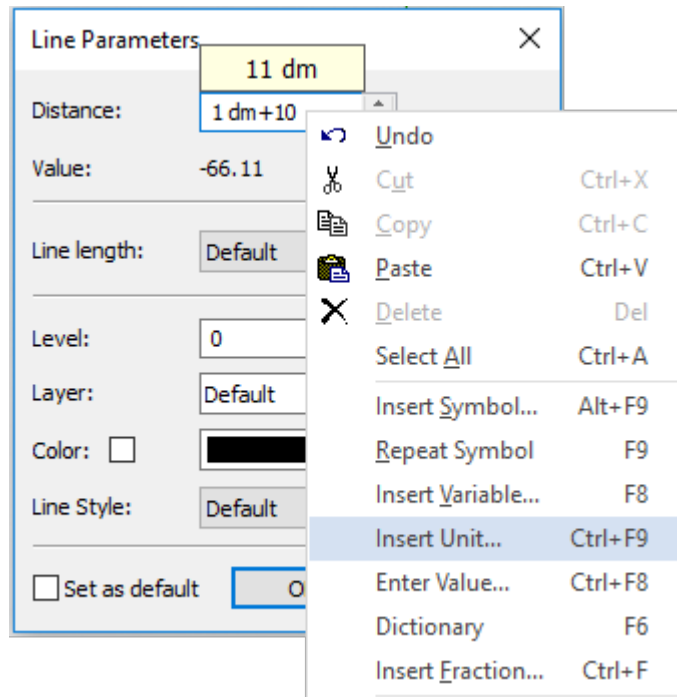 Line Parameters
11 dm
Distance: 1 dm+10
Value: -66.11
Line length: Default
Level: 0
Layer: Default
Color:
Line Style: Default
Set as default
Undo
Cut Ctrl+X
Copy Ctrl+C
Paste Ctrl+V
Delete Del
Select All Ctrl+A
Insert Symbol... Alt+F9
Repeat Symbol F9
Insert Variable... F8
Insert Unit... Ctrl+F9
Enter Value... Ctrl+F8
Dictionary F6
Insert Fraction... Ctrl+F